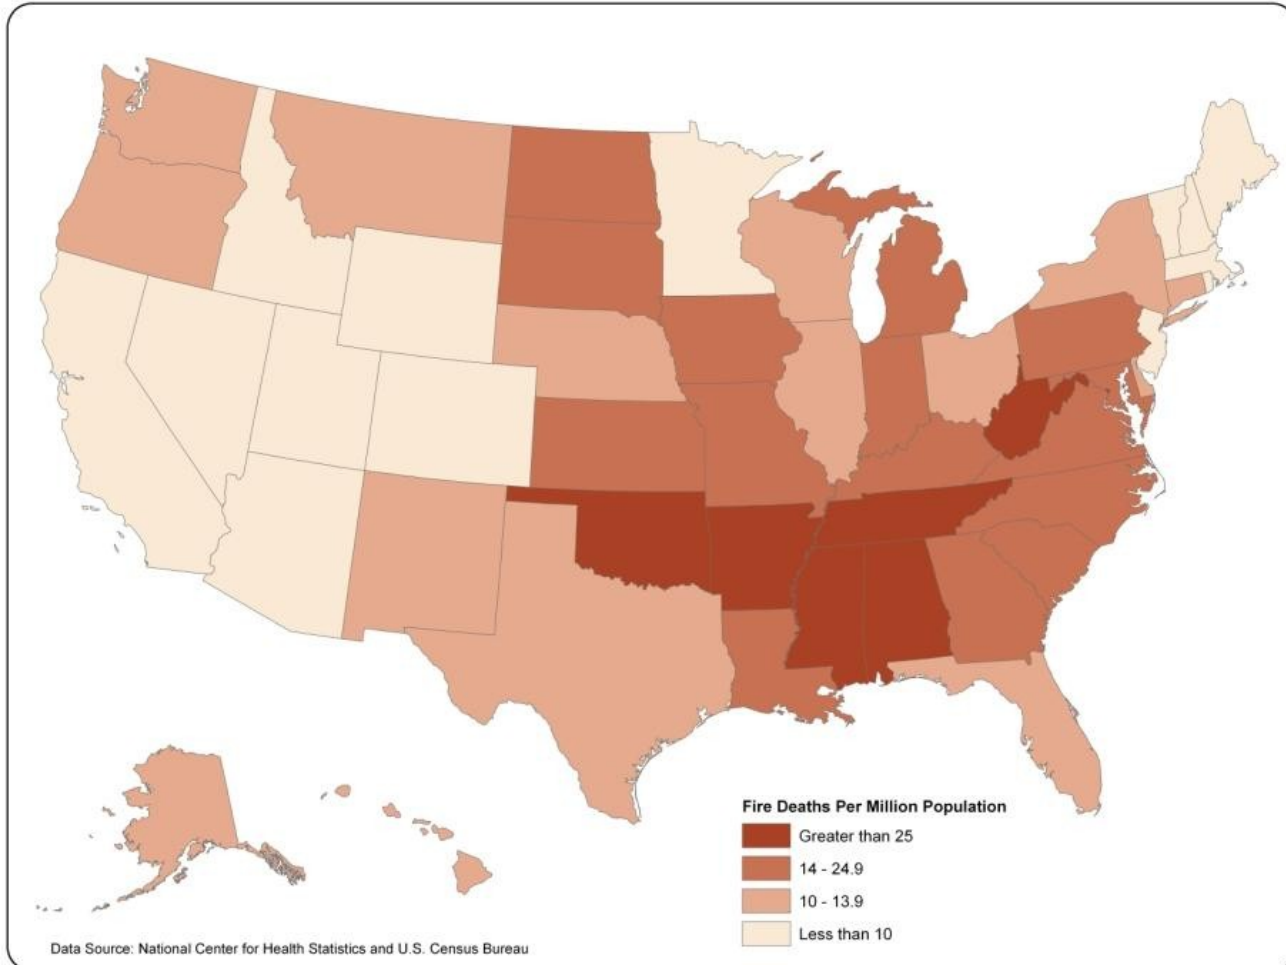 Fire Deaths Per Million Population
Greater than 25
14 - 24.9
10 - 13.9
Less than 10
Data Source: National Center for Health Statistics and U.S. Census Bureau